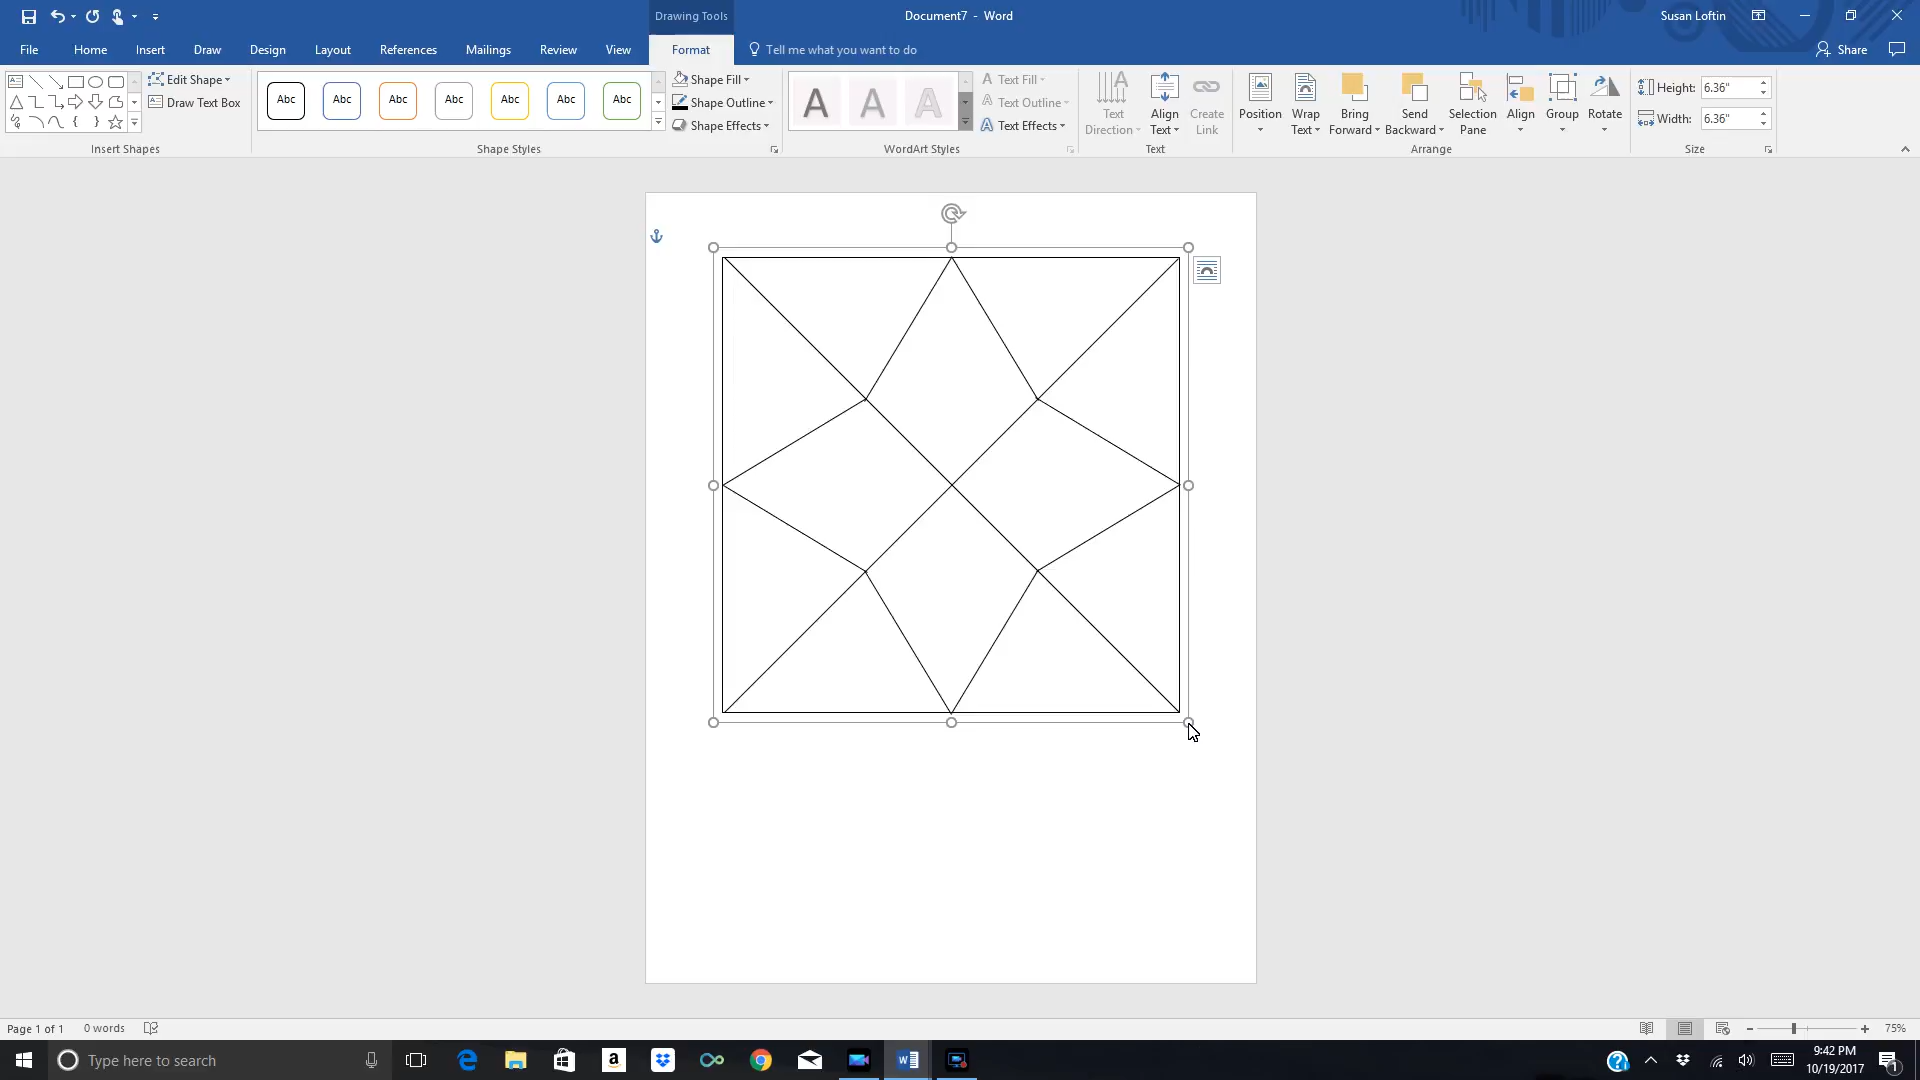 Drawing Tools
Document7 - Word
Susan Loftin
File Home Insert Draw Design Layout References Mailings Review View Format Tell me what you want to do Share
Edit Shape
Draw Text Box
Insert Shapes
Abc Abc Abc Abc Abc Abc Abc
Shape Styles
Shape Fill
Shape Outline
Shape Effects
A A A
WordArt Styles
A Text Fill
A Text Outline
A Text Effects
Text Direction
Align Text
Create Link
Text
Position
Wrap Text
Bring Forward
Send Backward
Selection Pane
Align
Group
Rotate
Arrange
Height: 6.36"
Width: 6.36"
Size
Page 1 of 1 0 words
75%
Type here to search
9:42 PM
10/19/2017